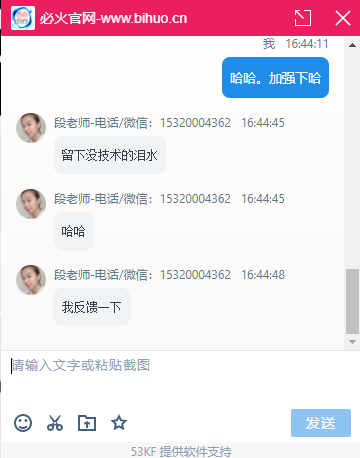 必火官网-www.bihuo.cn
我 16:44:11
哈哈。加强下哈
段老师-电话/微信：15320004362 16:44:45
留下没技术的泪水
段老师-电话/微信：15320004362 16:44:45
哈哈
段老师-电话/微信：15320004362 16:44:48
我反馈一下
请输入文字或粘贴截图
发送
53KF 提供软件支持